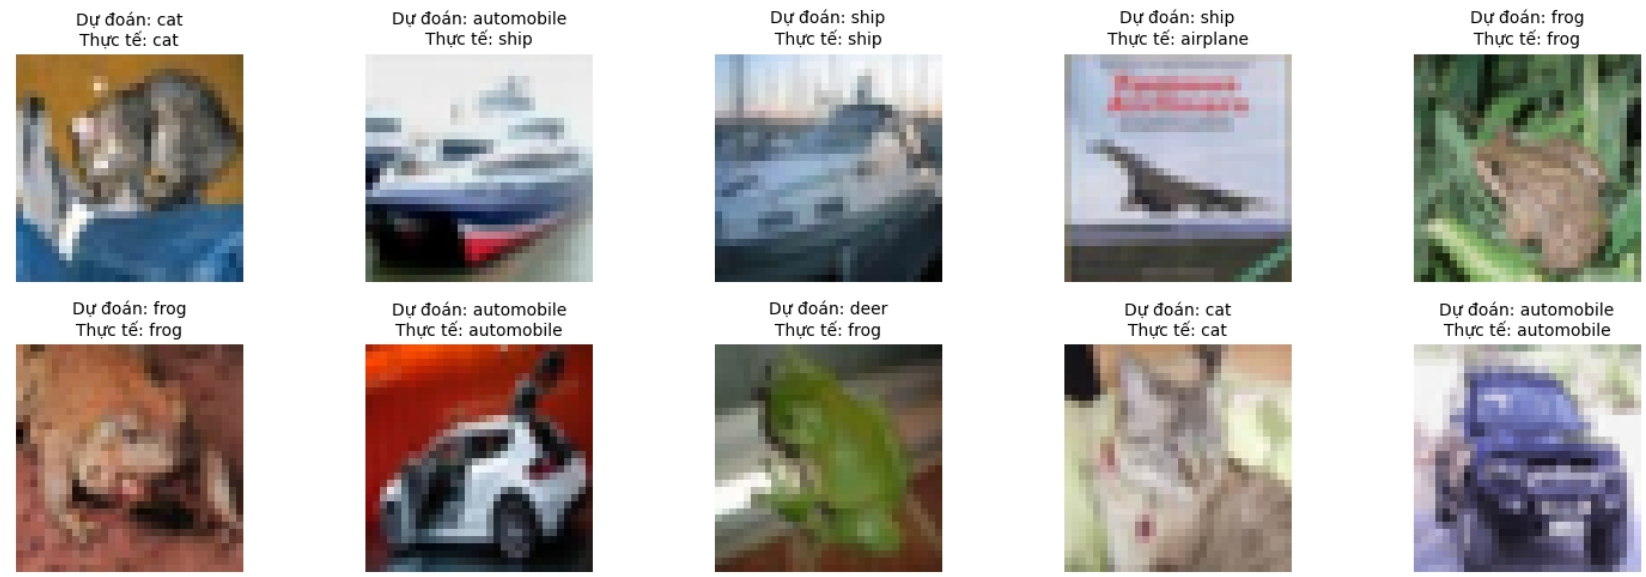 Dự đoán: cat
Thực tế: cat
Dự đoán: automobile
Thực tế: ship
Dự đoán: ship
Thực tế: ship
Dự đoán: ship
Thực tế: airplane
Dự đoán: frog
Thực tế: frog
Dự đoán: frog
Thực tế: frog
Dự đoán: automobile
Thực tế: automobile
Dự đoán: deer
Thực tế: frog
Dự đoán: cat
Thực tế: cat
Dự đoán: automobile
Thực tế: automobile